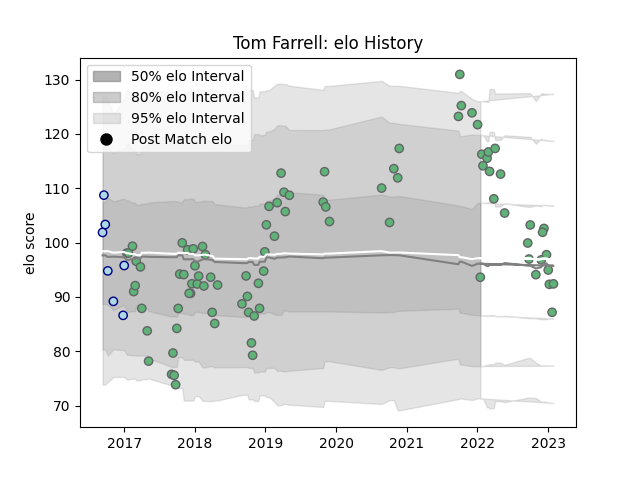 Tom Farrell: elo History
50% elo Interval
80% elo Interval
95% elo Interval
Post Match elo
elo score
130
120
110
100
90
80
70
2017 2018 2019 2020 2021 2022 2023